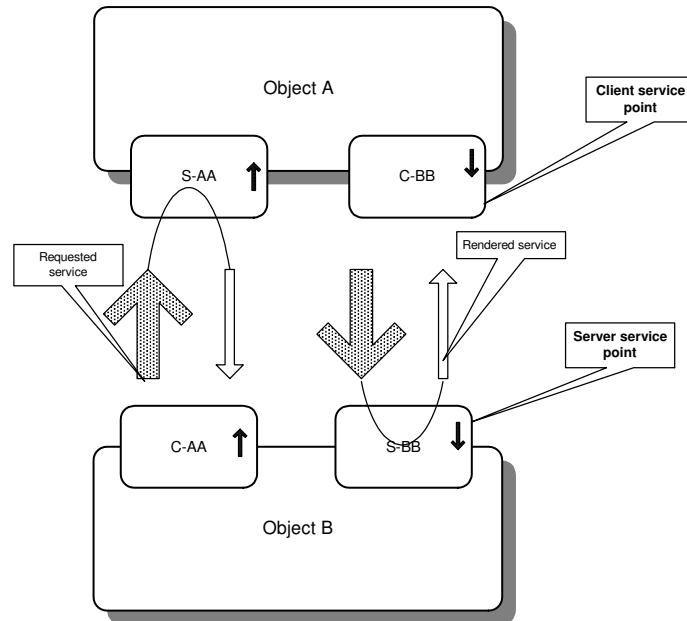 Object A
Client service
point
S-AA
C-BB
Requested
service
Rendered service
Server service
point
C-AA
S-BB
Object B